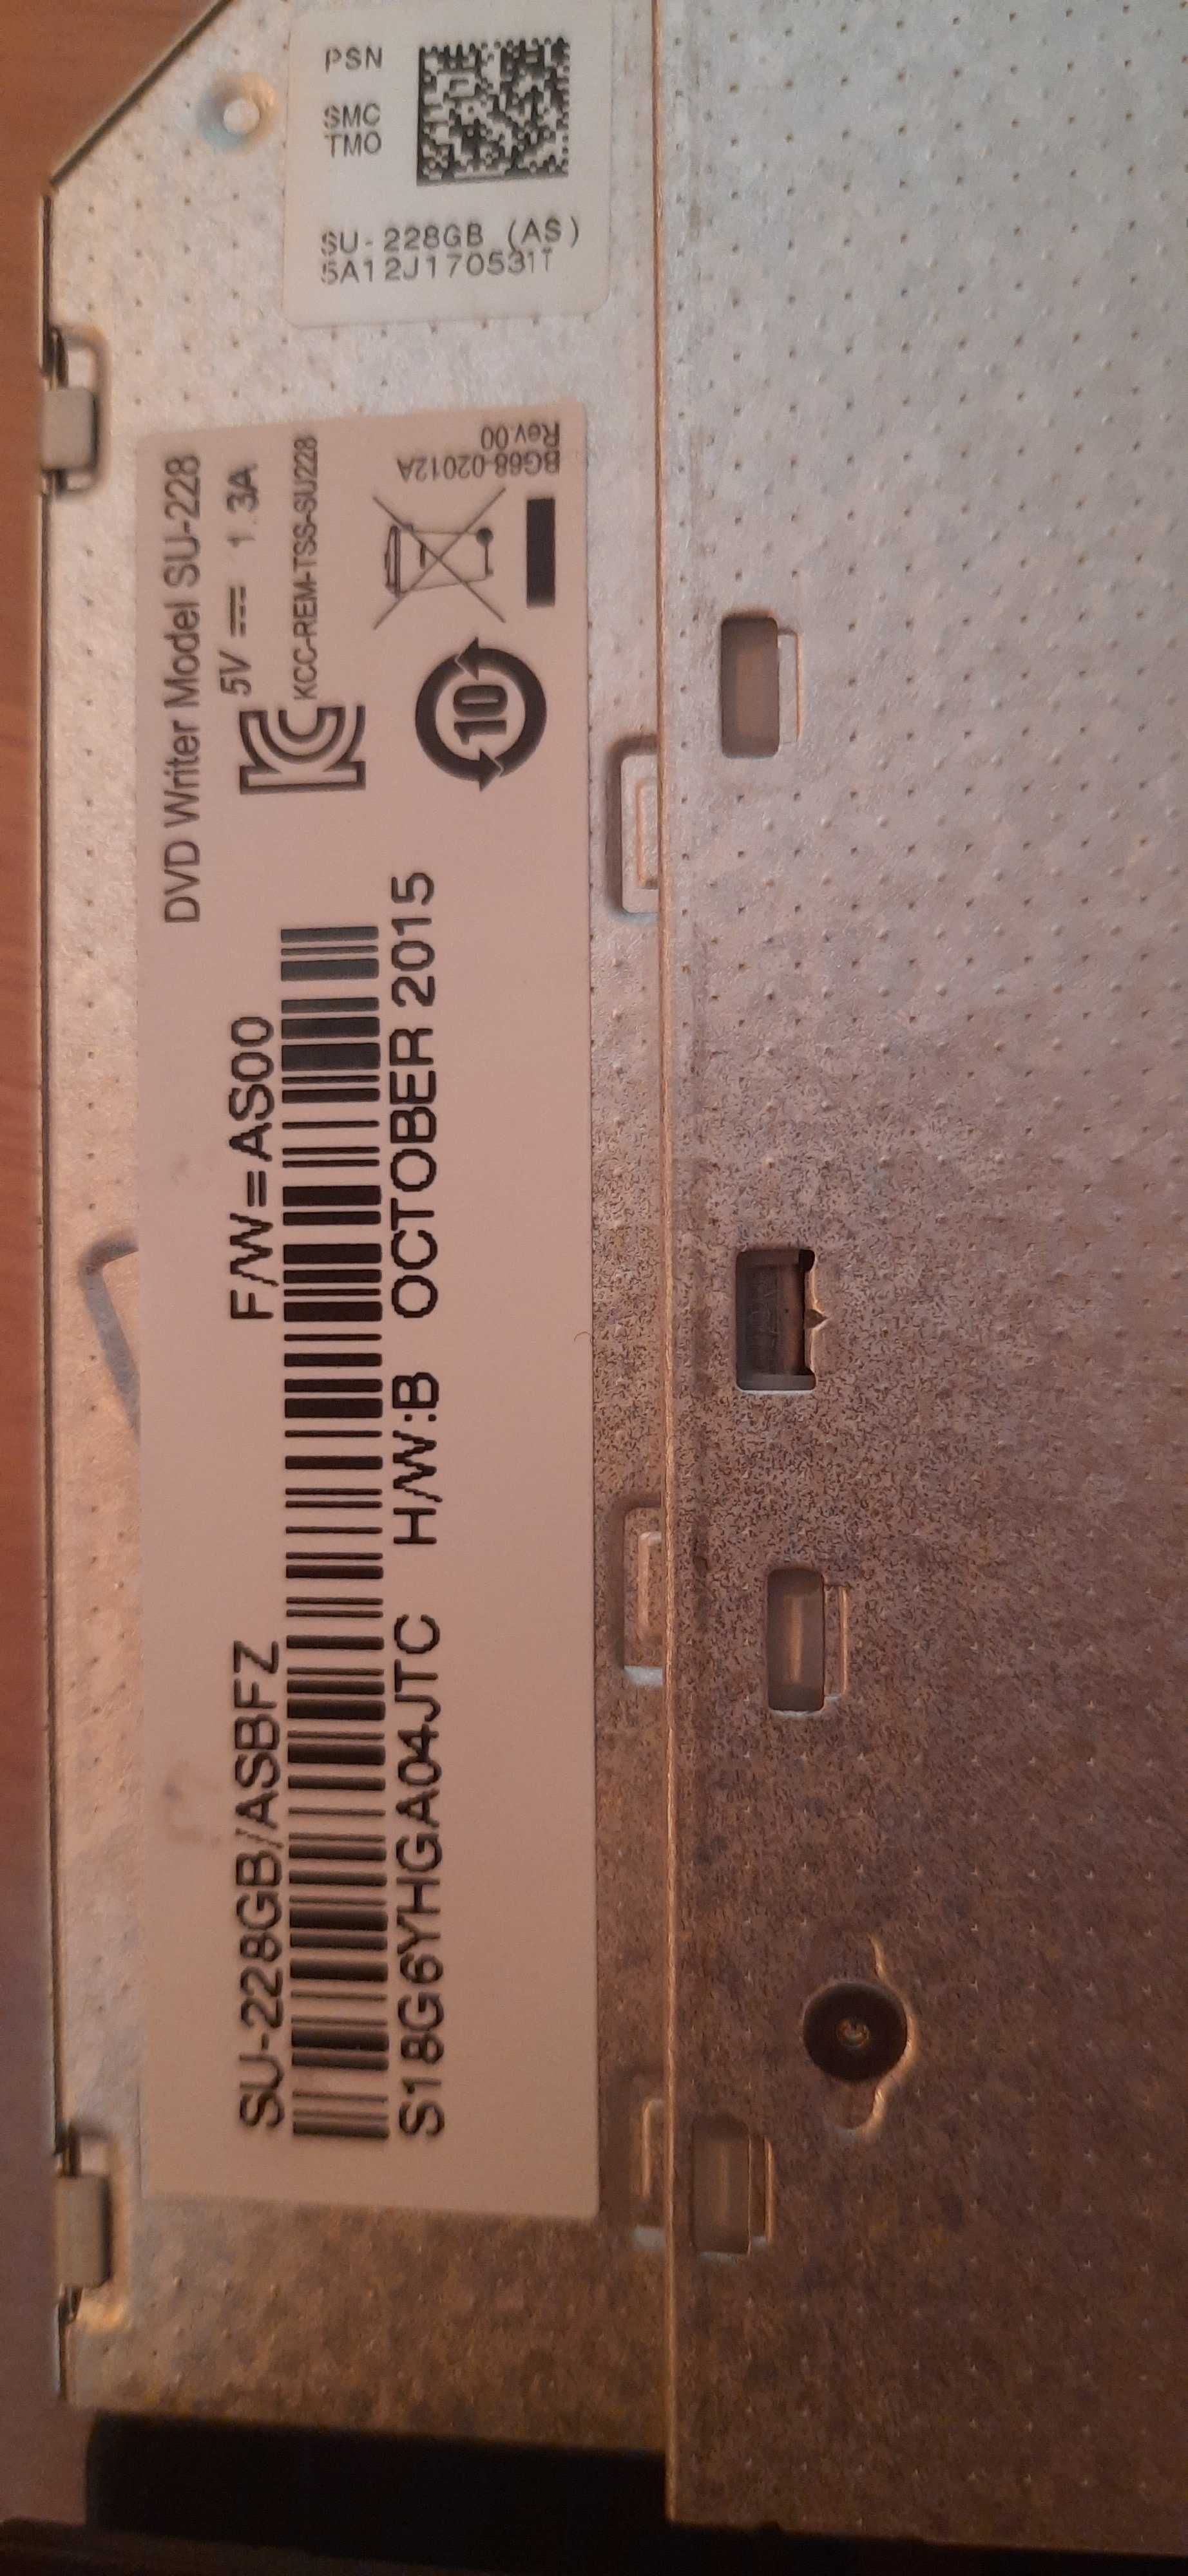 PSN
SMC
TMO
SU-228GB (AS)
5A12J170531T
DVD Writer Model SU-228
5V 1.3A
KCC-REM-TSS-SU228
BG68-02012A
Rev.00
10
F/W=AS00
SU-228GB/ASBFZ
S18G6YHGA04JTC H/W:B OCTOBER 2015